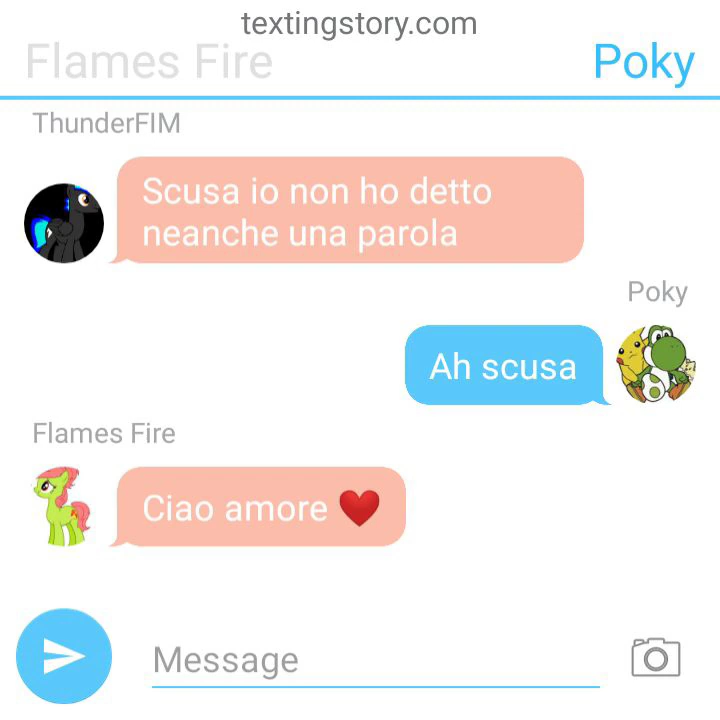 textingstory.com
Flames Fire
Poky
ThunderFIM
Scusa io non ho detto
neanche una parola
Poky
Ah scusa
Flames Fire
Ciao amore ❤️
Message